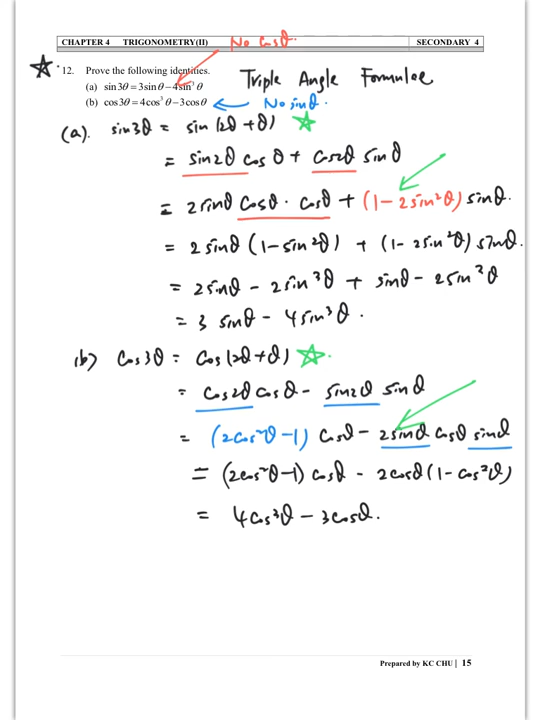 CHAPTER 4 TRIGONOMETRY(II) No cosθ. SECONDARY 4
*12. Prove the following identities. Triple Angle Formulae
(a) sin3θ = 3sinθ − 4sin³θ
(b) cos3θ = 4cos³θ − 3cosθ ← No sinθ.
(a). sin3θ = sin(2θ + θ)
= sin2θ cosθ + cos2θ sinθ
= 2sinθ cosθ · cosθ + (1 − 2sin²θ) sinθ.
= 2sinθ (1 − sin²θ) + (1 − 2sin²θ) sinθ.
= 2sinθ − 2sin³θ + sinθ − 2sin³θ
= 3 sinθ − 4sin³θ.
(b) cos3θ = cos(2θ + θ)
= cos2θ cosθ − sin2θ sinθ
= (2cos²θ − 1) cosθ − 2sinθ cosθ sinθ
= (2cos²θ − 1) cosθ − 2cosθ (1 − cos²θ)
= 4cos³θ − 3cosθ.
Prepared by KC CHU | 15